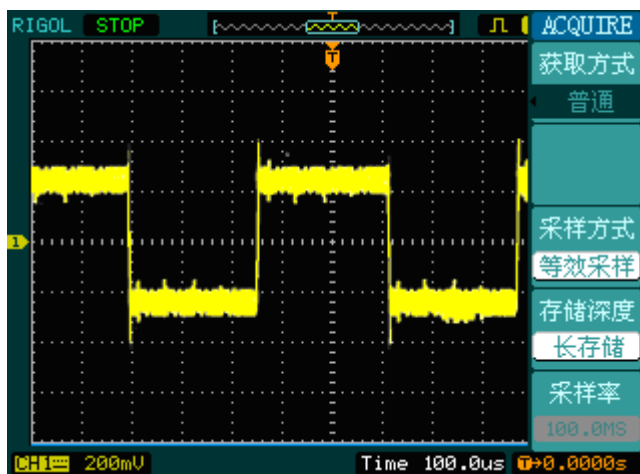 RIGOL STOP
T
ACQUIRE
获取方式
普通
T
采样方式
等效采样
存储深度
长存储
采样率
100.0MS
1
CH1 200mV Time 100.0us T→0.0000s